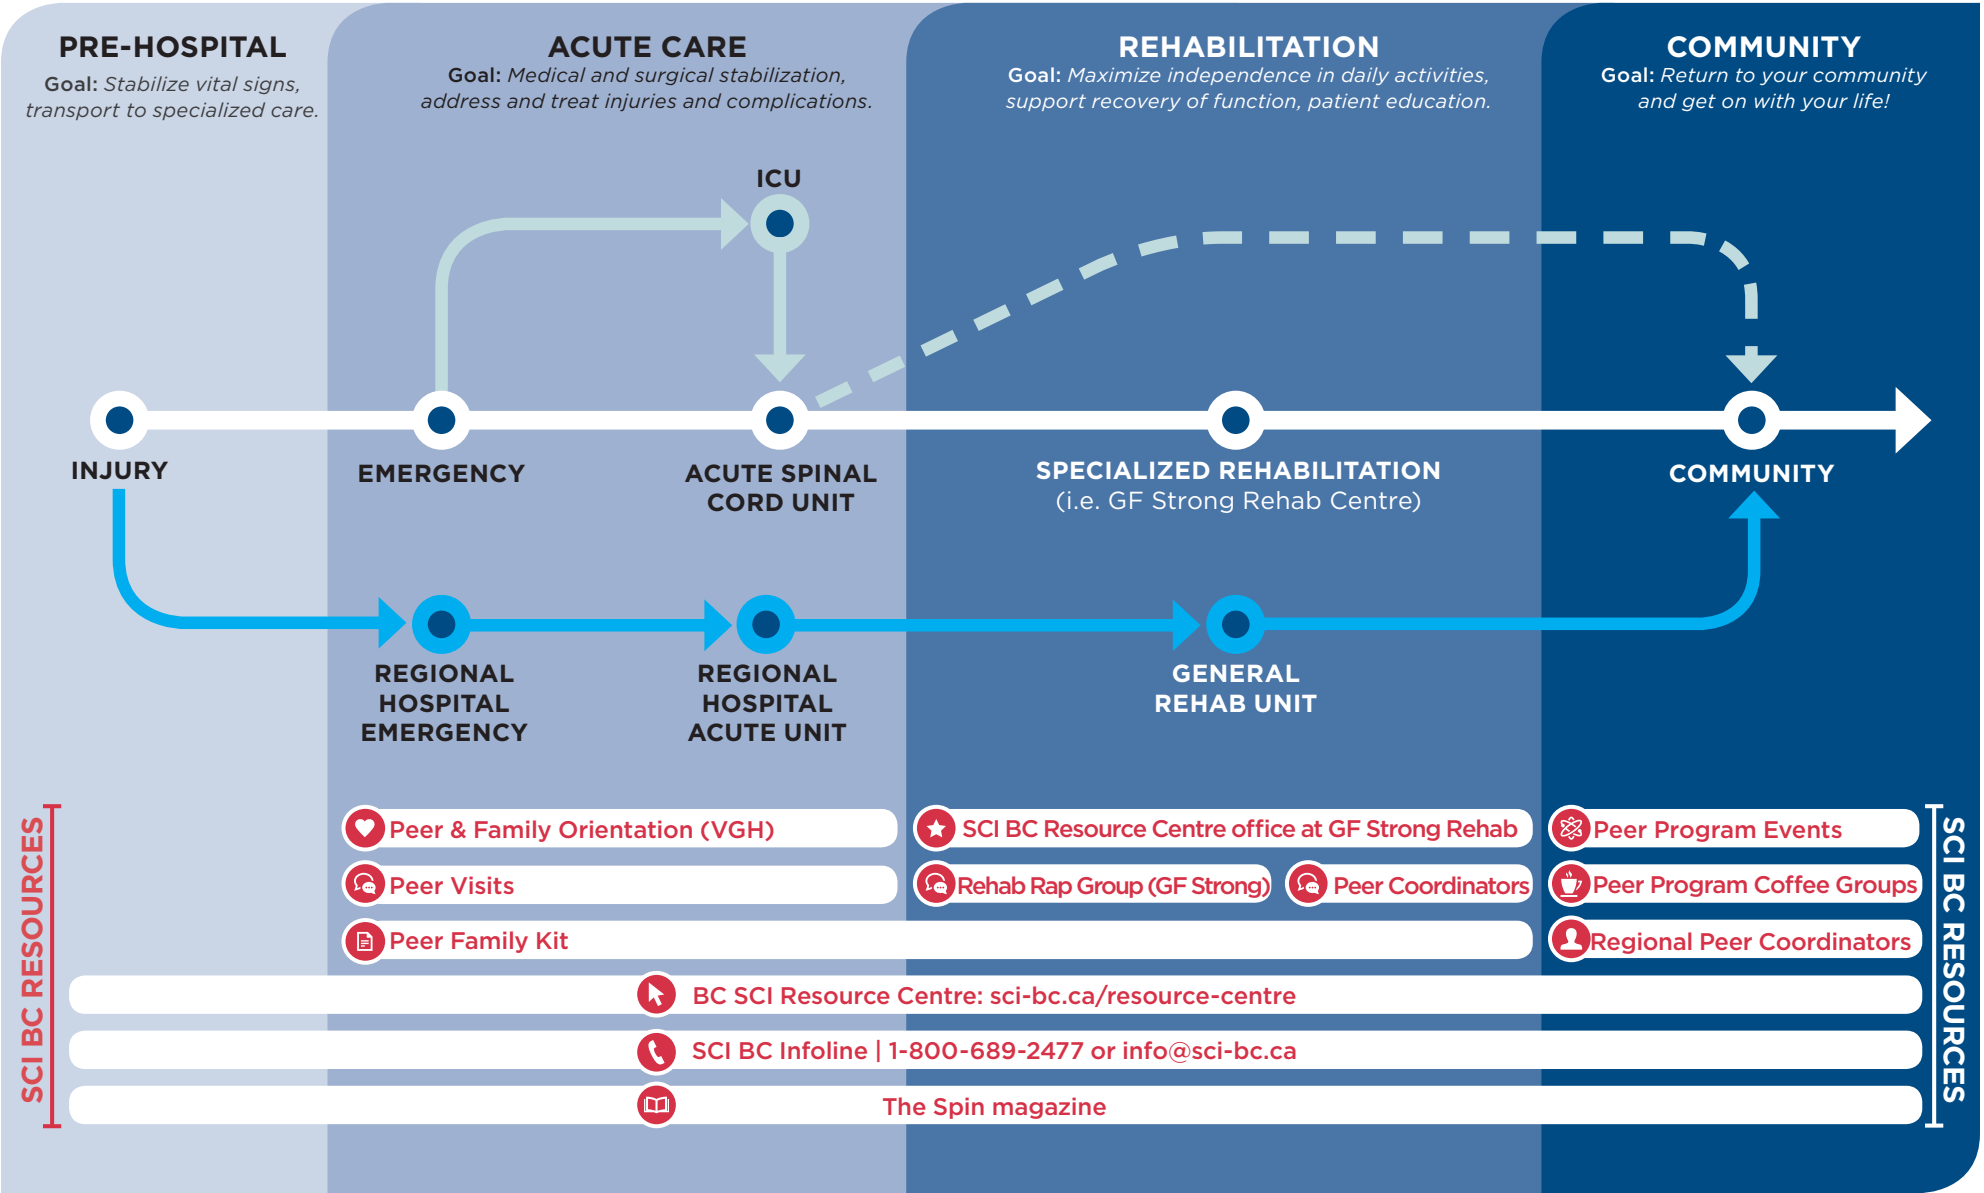 PRE-HOSPITAL
Goal: Stabilize vital signs,
transport to specialized care.
ACUTE CARE
Goal: Medical and surgical stabilization,
address and treat injuries and complications.
REHABILITATION
Goal: Maximize independence in daily activities,
support recovery of function, patient education.
COMMUNITY
Goal: Return to your community
and get on with your life!
ICU
INJURY
EMERGENCY
ACUTE SPINAL
CORD UNIT
SPECIALIZED REHABILITATION
(i.e. GF Strong Rehab Centre)
COMMUNITY
REGIONAL
HOSPITAL
EMERGENCY
REGIONAL
HOSPITAL
ACUTE UNIT
GENERAL
REHAB UNIT
SCI BC RESOURCES
Peer & Family Orientation (VGH)
SCI BC Resource Centre office at GF Strong Rehab
Peer Program Events
Peer Visits
Rehab Rap Group (GF Strong)
Peer Coordinators
Peer Program Coffee Groups
Peer Family Kit
Regional Peer Coordinators
BC SCI Resource Centre: sci-bc.ca/resource-centre
SCI BC Infoline | 1-800-689-2477 or info@sci-bc.ca
The Spin magazine
SCI BC RESOURCES